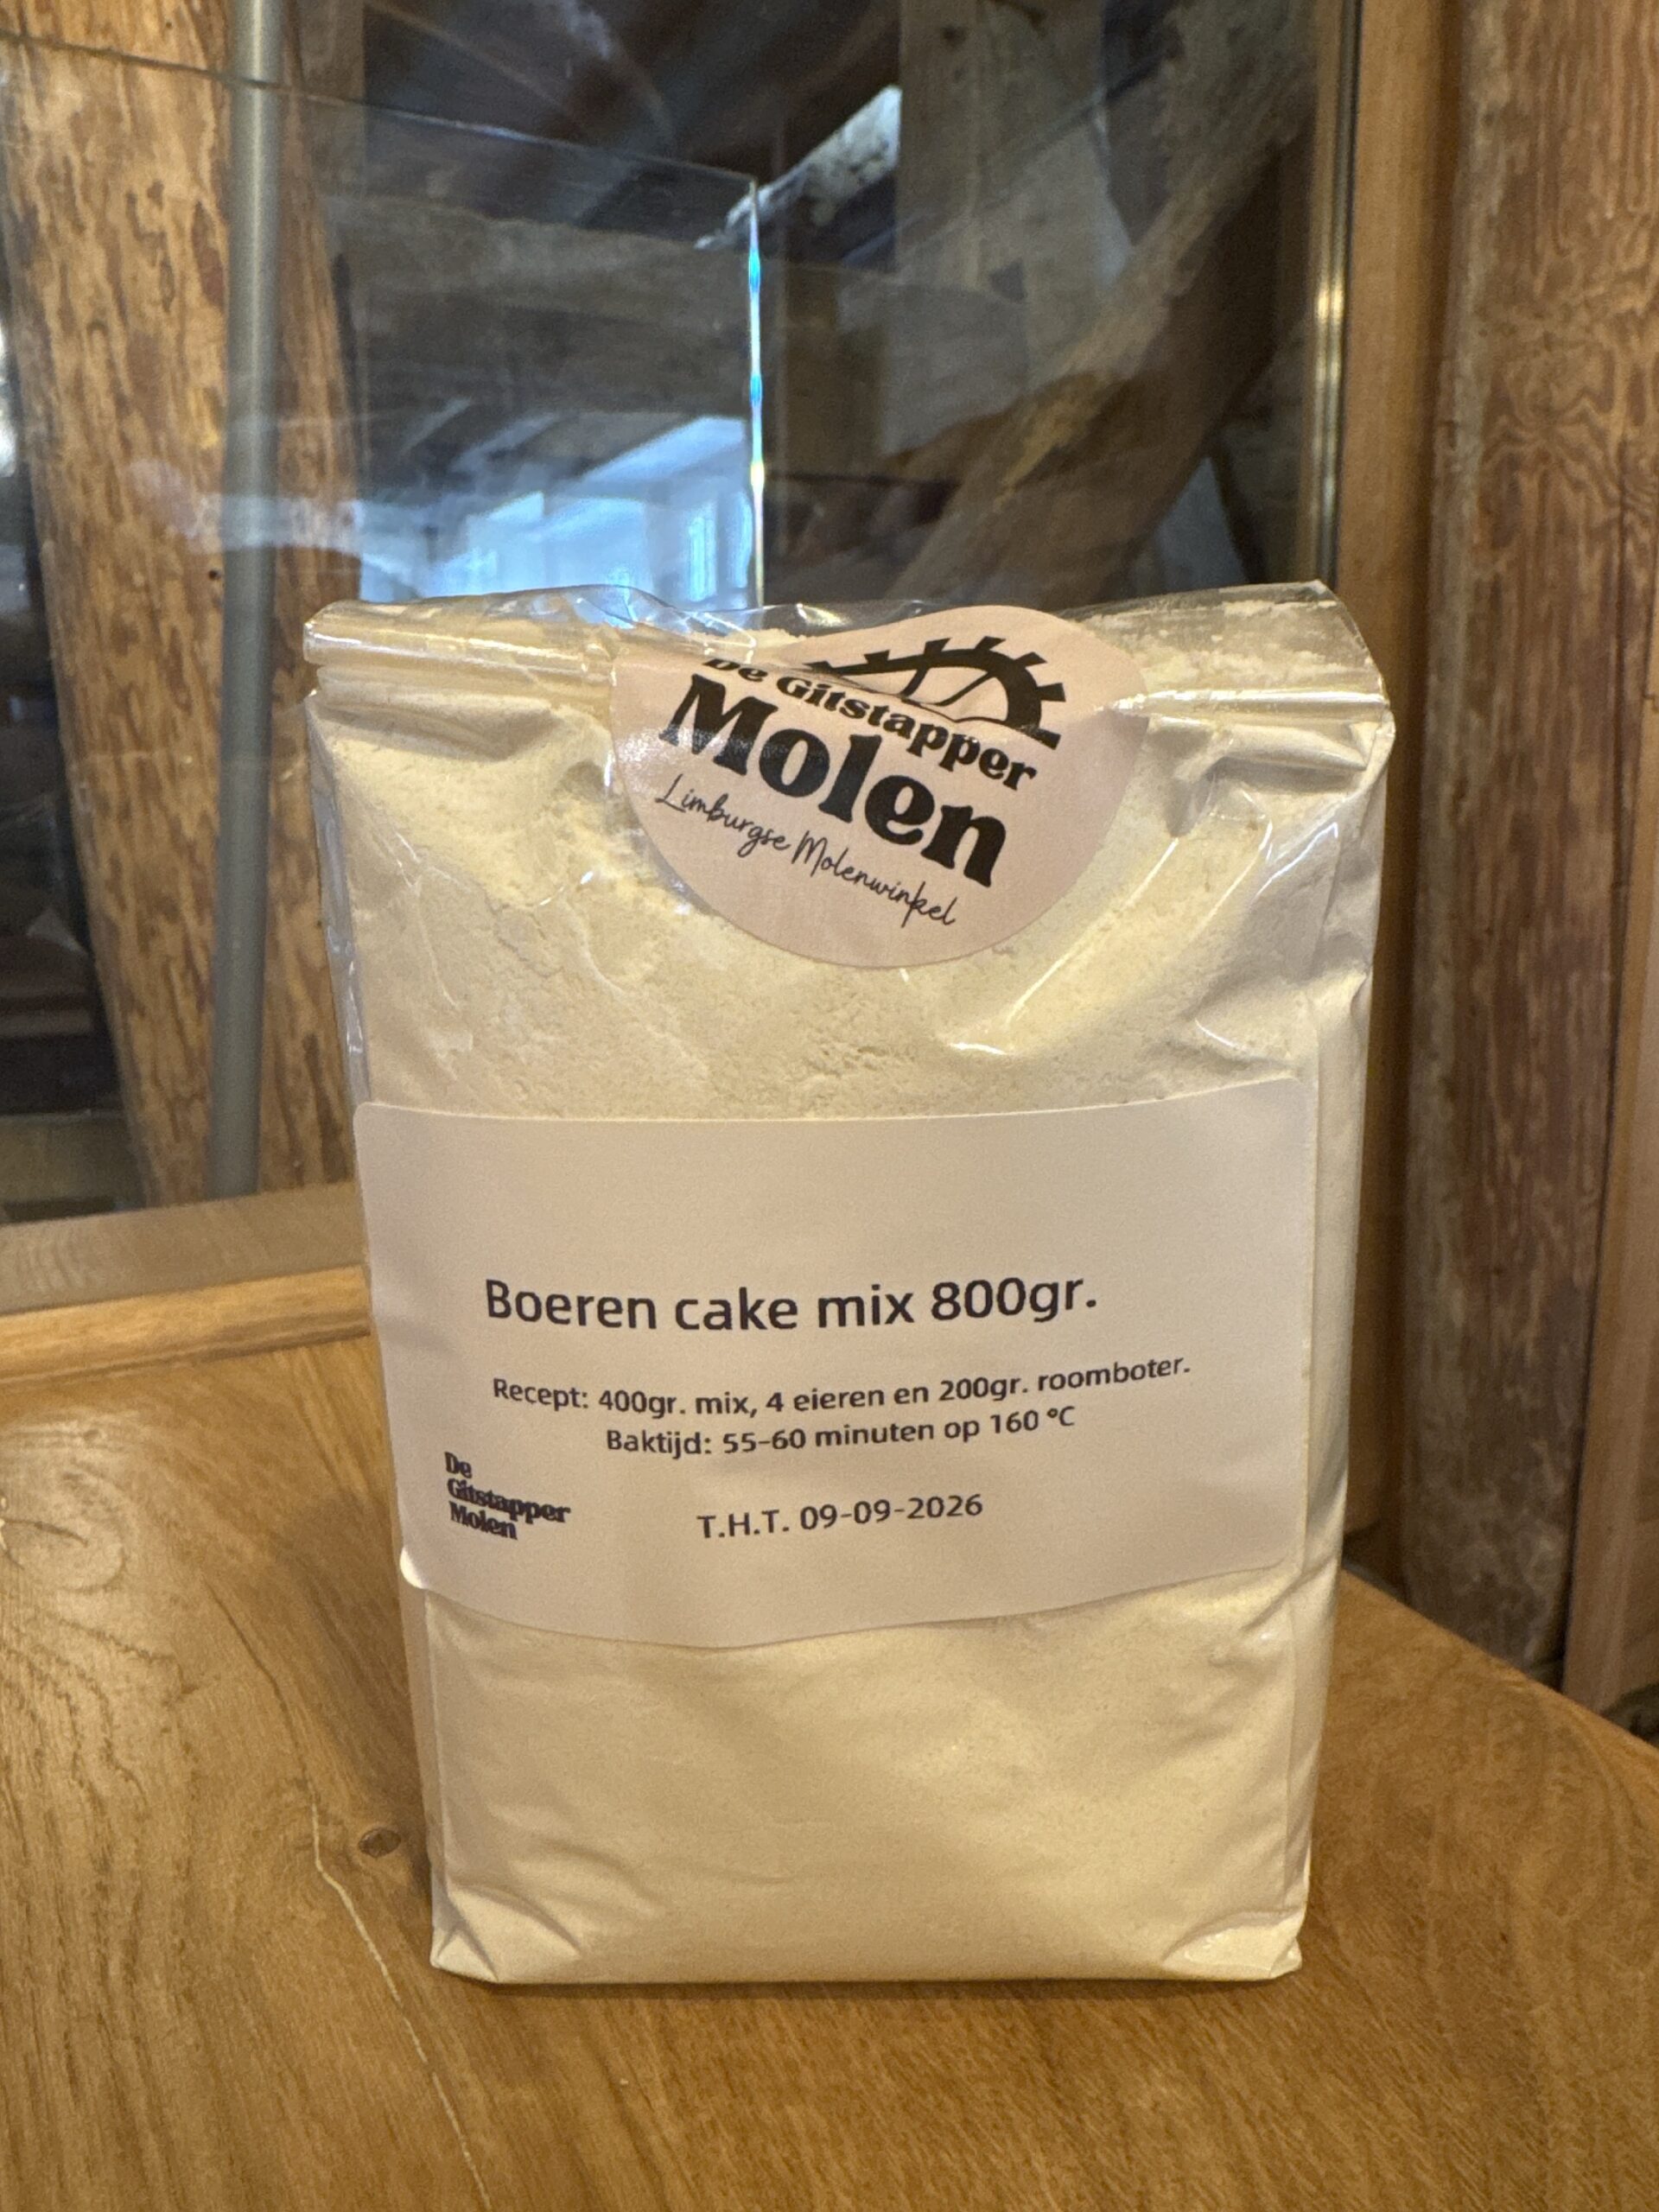 De Gitstapper
Molen
Limburgse Molenwinkel
Boeren cake mix 800gr.
Recept: 400gr. mix, 4 eieren en 200gr. roomboter.
Baktijd: 55-60 minuten op 160 °C
De
Gitstapper
Molen
T.H.T. 09-09-2026